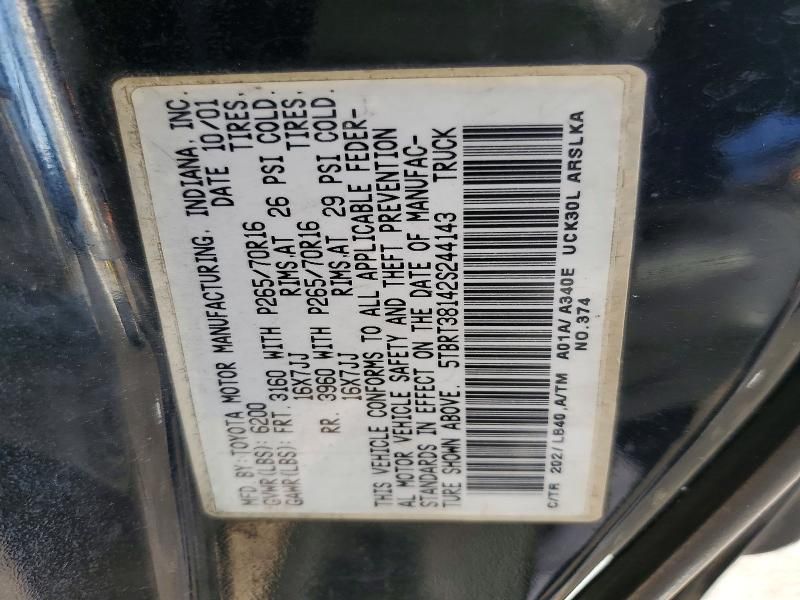 MFD. BY: TOYOTA MOTOR MANUFACTURING, INDIANA, INC.
GVWR(LBS): 6200 DATE 10/01
GAWR(LBS): FRT. 3160 WITH P265/70R16 TIRES,
16X7JJ RIMS.AT 26 PSI COLD.
RR. 3960 WITH P265/70R16 TIRES,
16X7JJ RIMS.AT 29 PSI COLD.
THIS VEHICLE CONFORMS TO ALL APPLICABLE FEDER-
AL MOTOR VEHICLE SAFETY AND THEFT PREVENTION
STANDARDS IN EFFECT ON THE DATE OF MANUFAC-
TURE SHOWN ABOVE. 5TBRT38142S244143 TRUCK
C/TR 202/LB40 ,A/TM A01A/A340E UCK30L ARSLKA
NO.374